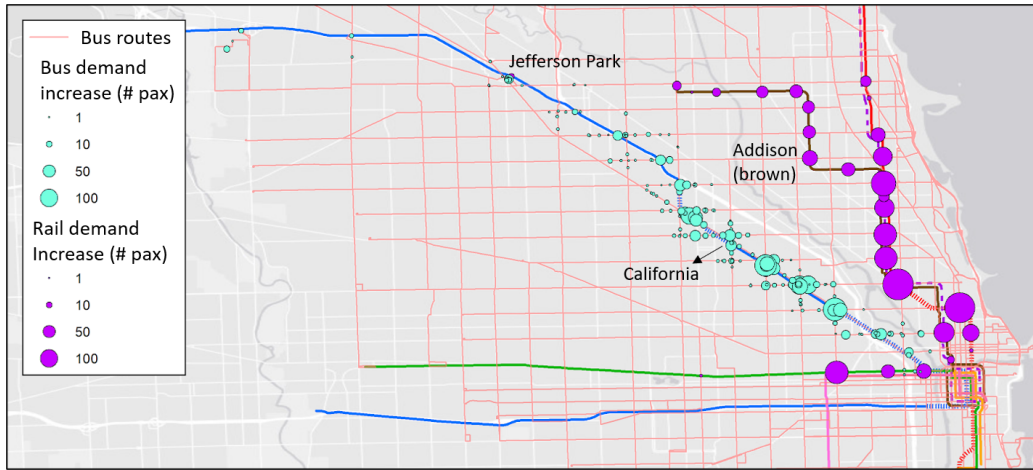 Bus routes
Bus demand
increase (# pax)
1
10
50
100
Rail demand
Increase (# pax)
1
10
50
100
Jefferson Park
Addison
(brown)
California